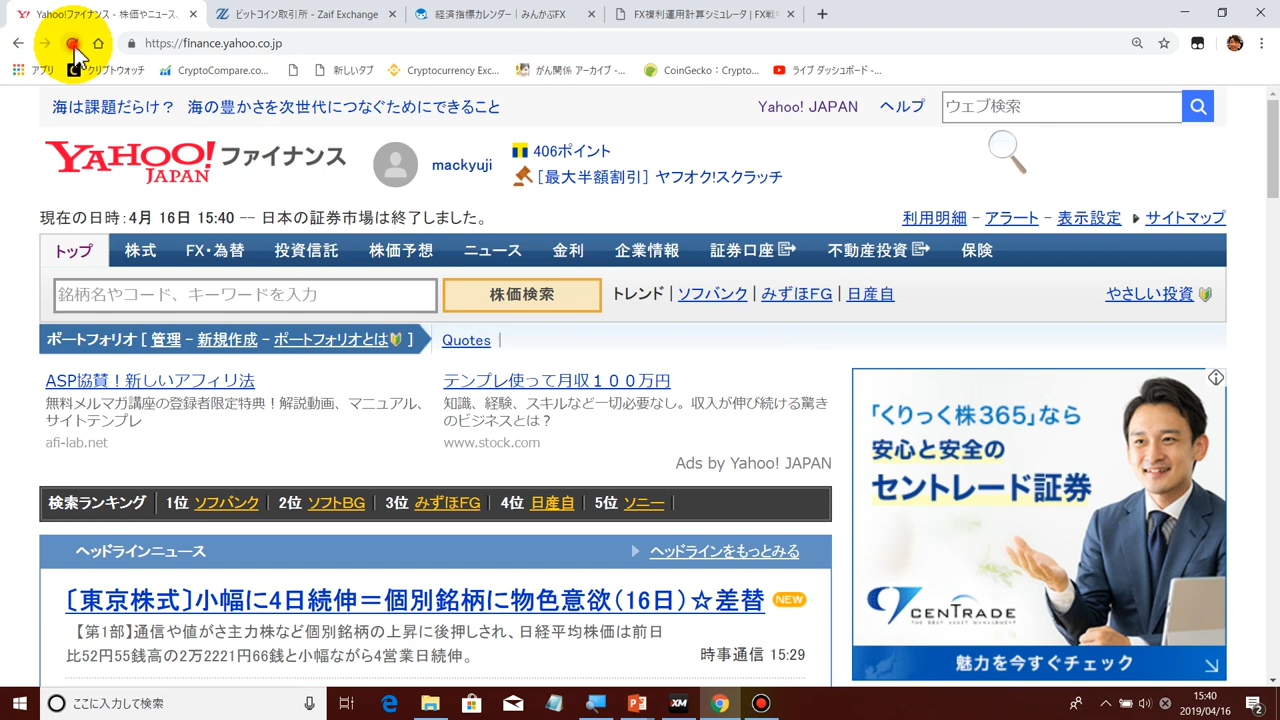 Yahoo!ファイナンス - 株価やニュース、
ビットコイン取引所 - Zaif Exchange
経済指標カレンダー｜みんかぶFX
FX複利運用計算シミュレ
https://finance.yahoo.co.jp
アプリ
クリプトウォッチ
CryptoCompare.co...
新しいタブ
Cryptocurrency Exc...
がん関係 アーカイブ -...
CoinGecko：Crypto...
ライブ ダッシュボード -...
海は課題だらけ？ 海の豊かさを次世代につなぐためにできること
Yahoo! JAPAN ヘルプ
ウェブ検索
YAHOO! JAPAN ファイナンス
mackyuji
406ポイント
［最大半額割引］ ヤフオク!スクラッチ
現在の日時：4月 16日 15:40 -- 日本の証券市場は終了しました。
利用明細 - アラート - 表示設定 サイトマップ
トップ 株式 FX・為替 投資信託 株価予想 ニュース 金利 企業情報 証券口座 不動産投資 保険
銘柄名やコード、キーワードを入力
株価検索
トレンド | ソフバンク | みずほFG | 日産自
やさしい投資
ポートフォリオ [ 管理 - 新規作成 - ポートフォリオとは ]
Quotes |
ASP協賛！新しいアフィリ法
無料メルマガ講座の登録者限定特典！解説動画、マニュアル、
サイトテンプレ
afi-lab.net
テンプレ使って月収１００万円
知識、経験、スキルなど一切必要なし。収入が伸び続ける驚き
のビジネスとは？
www.stock.com
Ads by Yahoo! JAPAN
検索ランキング 1位 ソフバンク 2位 ソフトBG 3位 みずほFG 4位 日産自 5位 ソニー
ヘッドラインニュース
ヘッドラインをもっとみる
〔東京株式〕小幅に4日続伸＝個別銘柄に物色意欲（16日）☆差替 NEW
【第1部】通信や値がさ主力株など個別銘柄の上昇に後押しされ、日経平均株価は前日
比52円55銭高の2万2221円66銭と小幅ながら4営業日続伸。
時事通信 15:29
「くりっく株365」なら
安心と安全の
セントレード証券
CENTRADE
THE BEST ASSET MANAGEMENT
魅力を今すぐチェック
ここに入力して検索
XM
15:40
2019/04/16
2